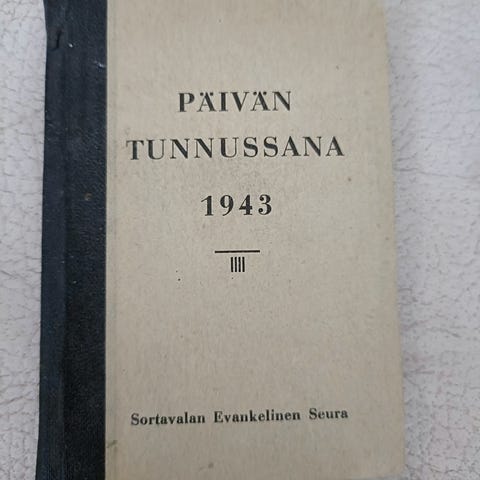 PÄIVÄN
TUNNUSSANA
1943
Sortavalan Evankelinen Seura